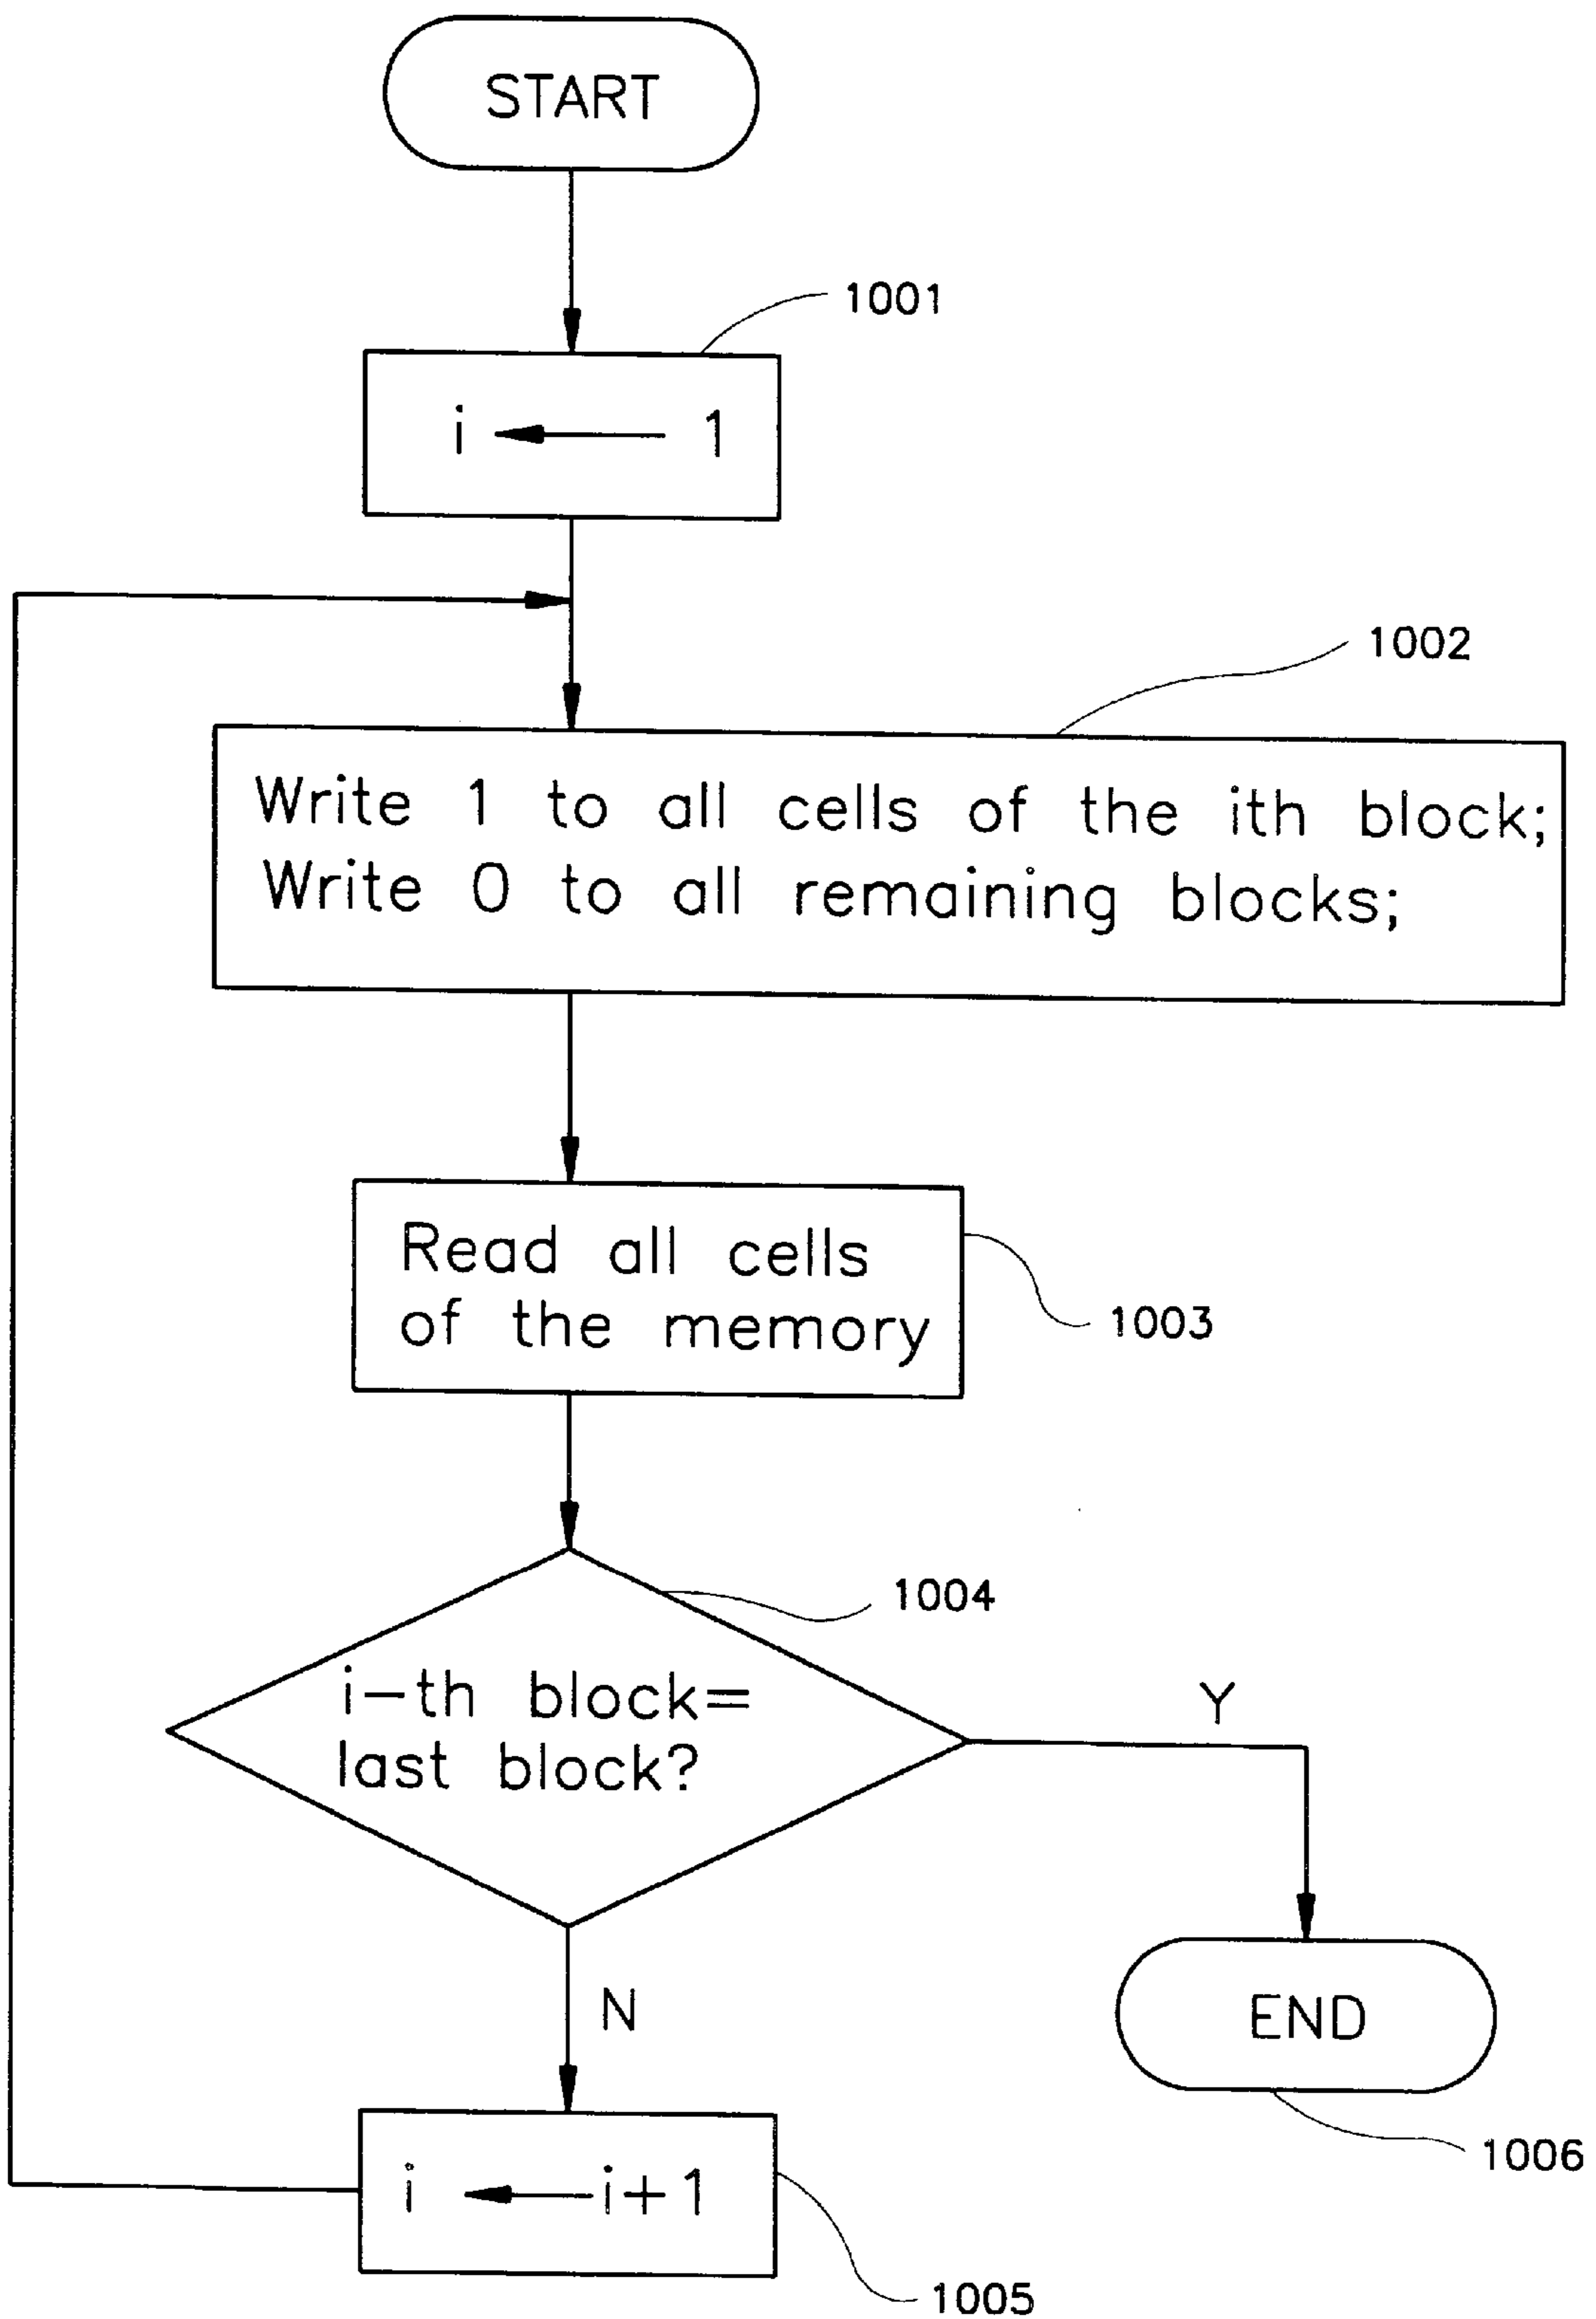 START
1001
i ← 1
1002
Write 1 to all cells of the ith block;
Write 0 to all remaining blocks;
Read all cells
of the memory
1003
1004
i-th block=
last block?
Y
N
END
1006
i ← i+1
1005